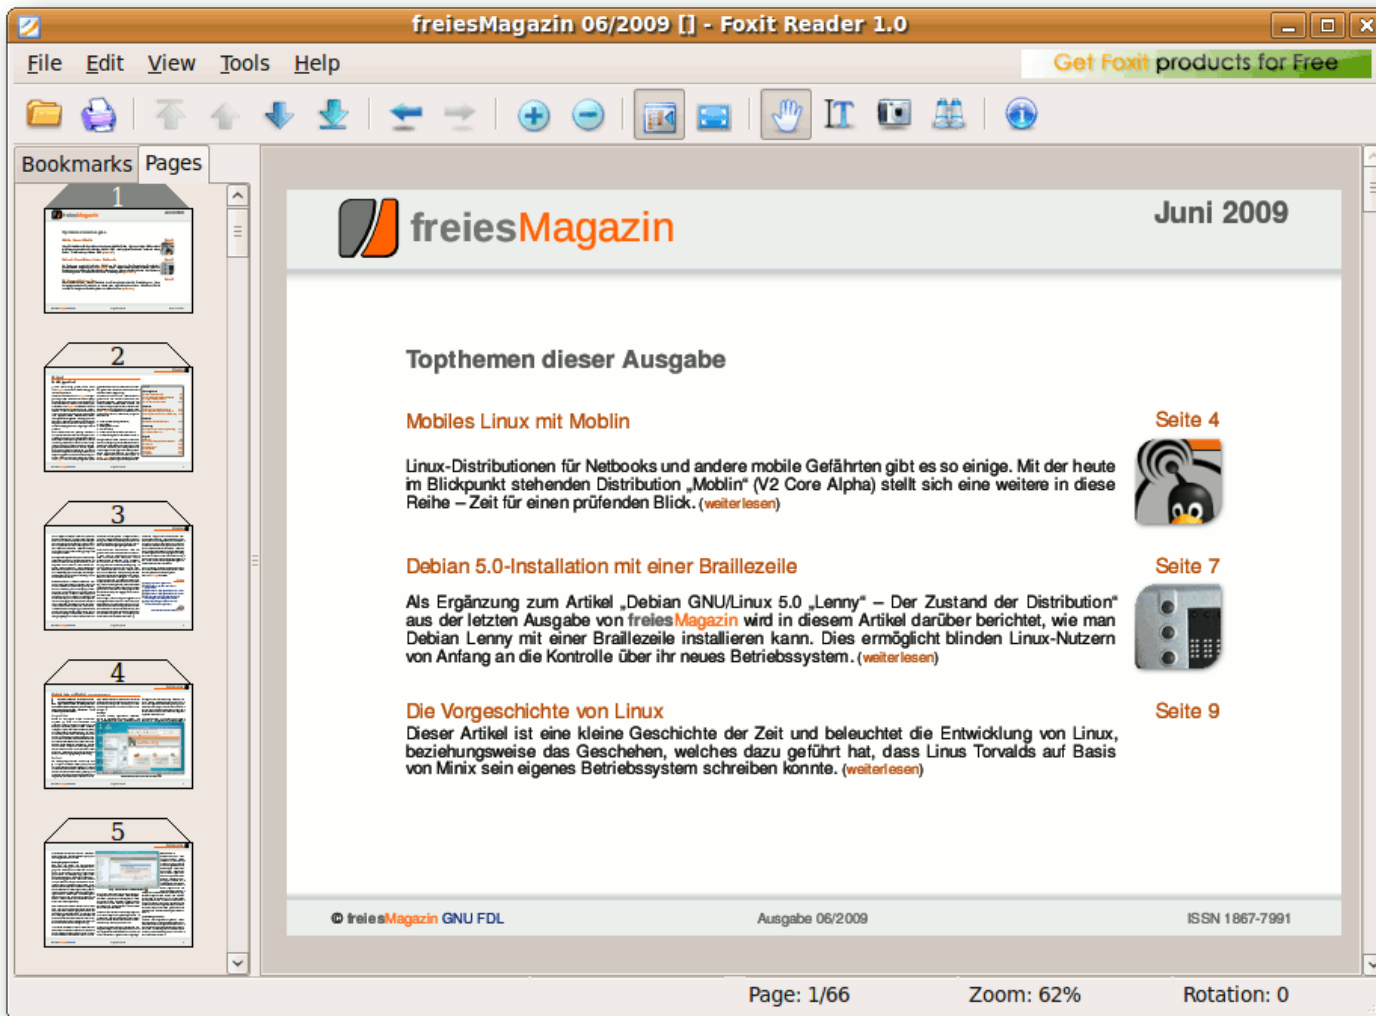 freiesMagazin 06/2009 [] - Foxit Reader 1.0
File Edit View Tools Help
Get Foxit products for Free
Bookmarks Pages
1
2
3
4
5
freiesMagazin
Juni 2009
Topthemen dieser Ausgabe
Mobiles Linux mit Moblin Seite 4
Linux-Distributionen für Netbooks und andere mobile Gefährten gibt es so einige. Mit der heute
im Blickpunkt stehenden Distribution „Moblin“ (V2 Core Alpha) stellt sich eine weitere in diese
Reihe – Zeit für einen prüfenden Blick. (weiterlesen)
Debian 5.0-Installation mit einer Braillezeile Seite 7
Als Ergänzung zum Artikel „Debian GNU/Linux 5.0 „Lenny“ – Der Zustand der Distribution“
aus der letzten Ausgabe von freiesMagazin wird in diesem Artikel darüber berichtet, wie man
Debian Lenny mit einer Braillezeile installieren kann. Dies ermöglicht blinden Linux-Nutzern
von Anfang an die Kontrolle über ihr neues Betriebssystem. (weiterlesen)
Die Vorgeschichte von Linux Seite 9
Dieser Artikel ist eine kleine Geschichte der Zeit und beleuchtet die Entwicklung von Linux,
beziehungsweise das Geschehen, welches dazu geführt hat, dass Linus Torvalds auf Basis
von Minix sein eigenes Betriebssystem schreiben konnte. (weiterlesen)
© freiesMagazin GNU FDL Ausgabe 06/2009 ISSN 1867-7991
Page: 1/66 Zoom: 62% Rotation: 0